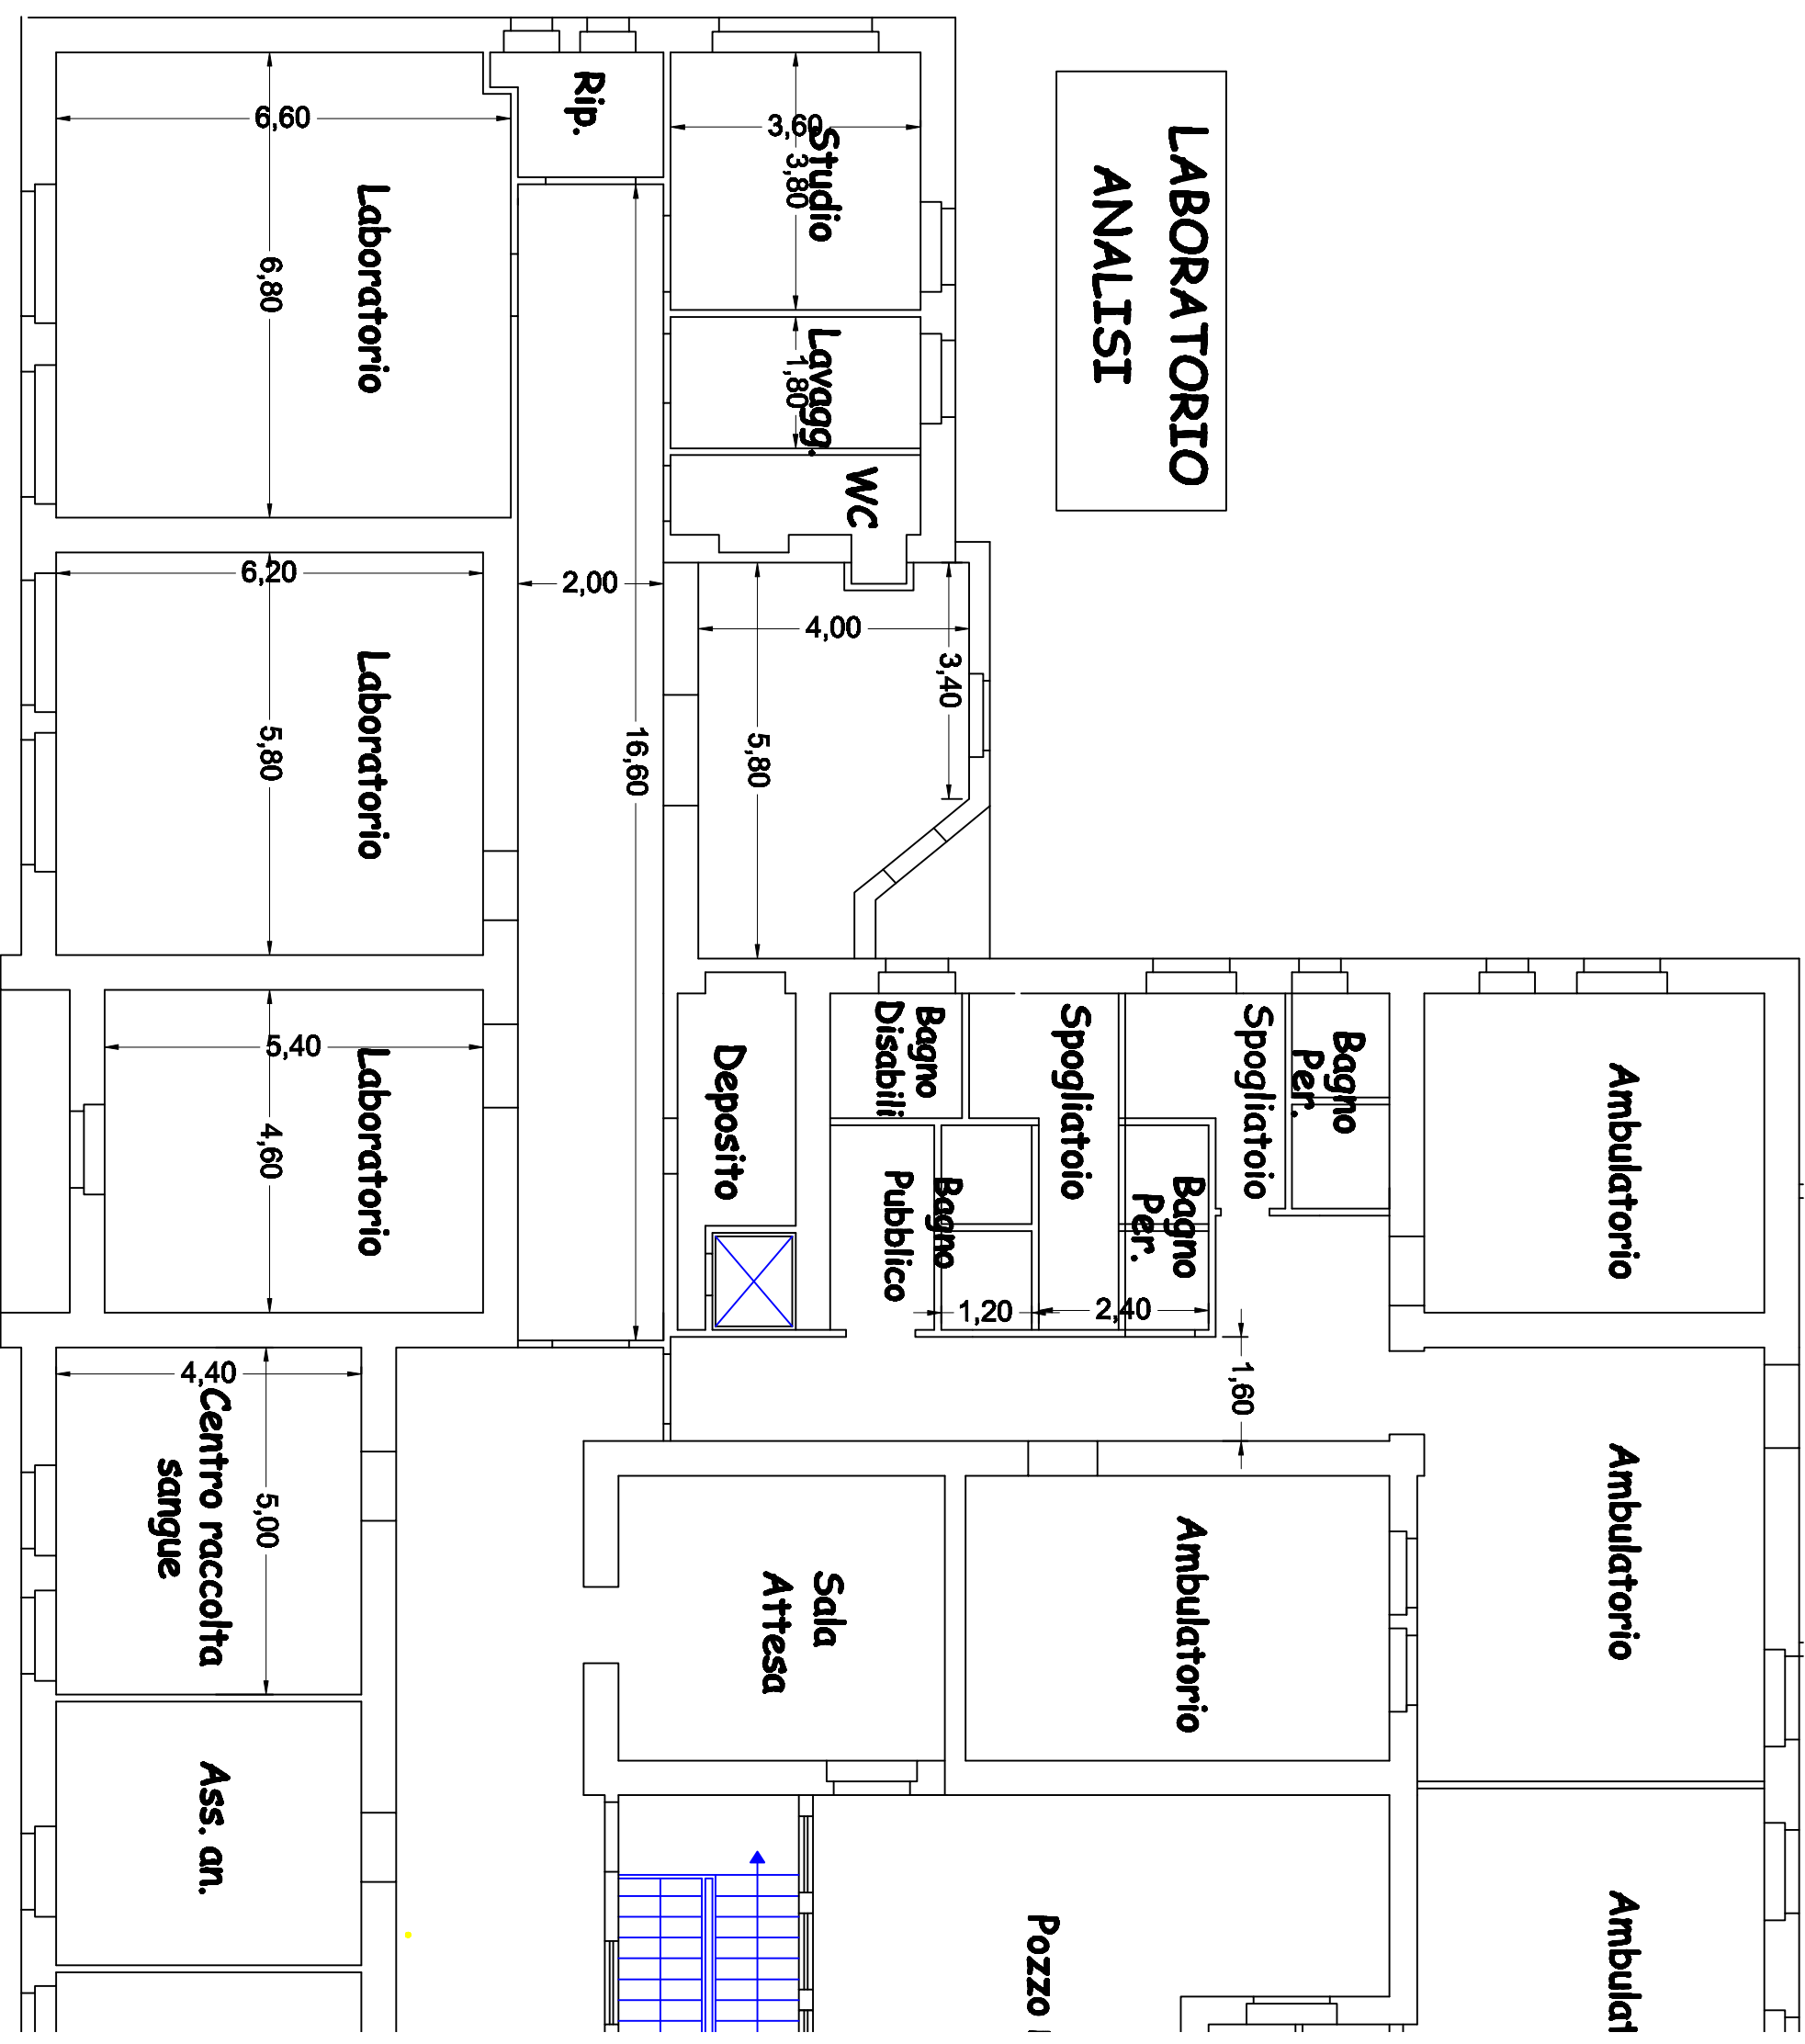 LABORATORIO
ANALISI
Rip.
Studio
3,60
3,80
6,60
6,80
Laboratorio
Lavagg.
1,80
WC
6,20
5,80
Laboratorio
2,00
16,60
4,00
3,40
5,80
5,40
4,60
Laboratorio
Deposito
Bagno
Disabili
Spogliatoio
Spogliatoio
Bagno
Per.
Ambulatorio
Bagno
Pubblico
Bagno
Per.
1,20
2,40
1,60
4,40
5,00
Centro raccolta
sangue
Sala
Attesa
Ambulatorio
Ambulatorio
Ass. an.
Pozzo
Ambulat